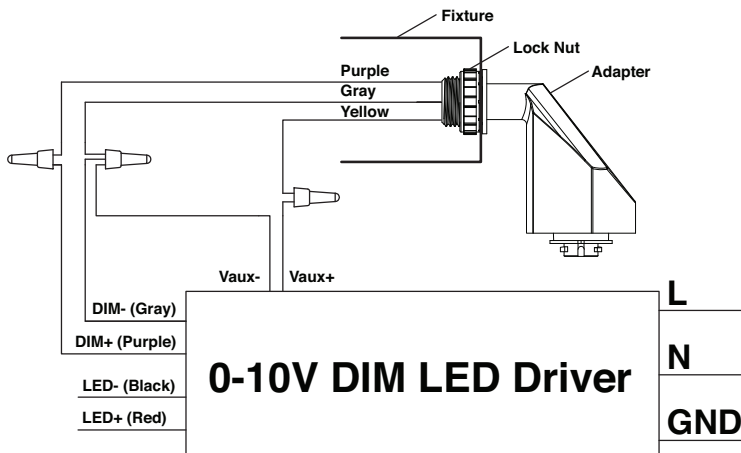 Fixture
Lock Nut
Adapter
Purple
Gray
Yellow
Vaux-
Vaux+
DIM- (Gray)
DIM+ (Purple)
LED- (Black)
LED+ (Red)
0-10V DIM LED Driver
L
N
GND